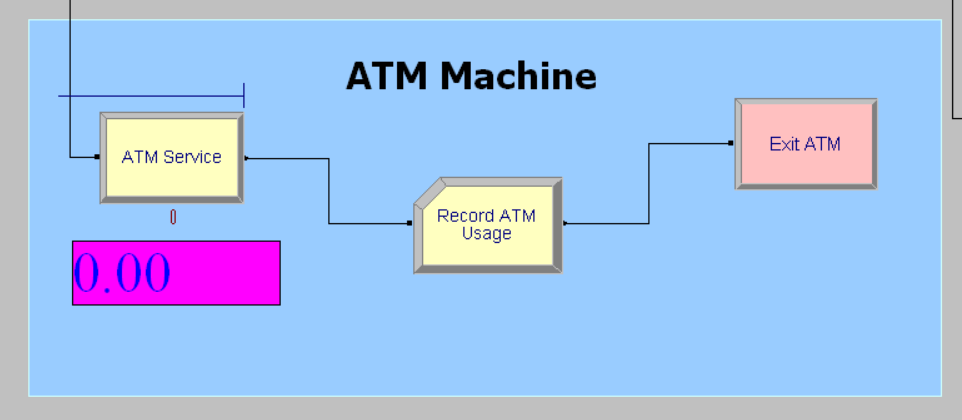 ATM Machine
ATM Service
Exit ATM
Record ATM
Usage
0
0.00